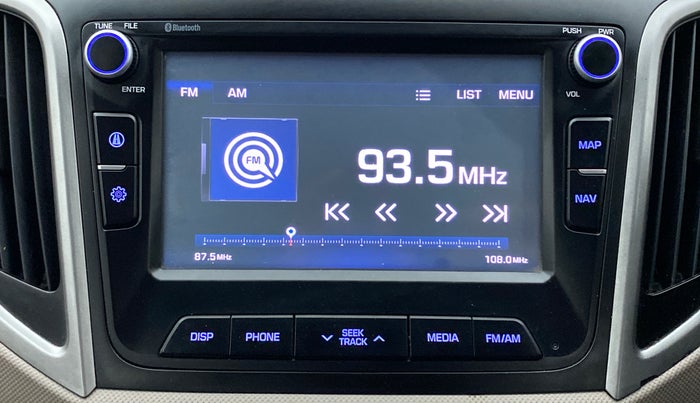 TUNE FILE
Bluetooth
PUSH PWR
ENTER
VOL
FM AM LIST MENU
FM
93.5 MHz
MAP
NAV
87.5 MHz
108.0 MHz
DISP PHONE SEEK TRACK MEDIA FM/AM